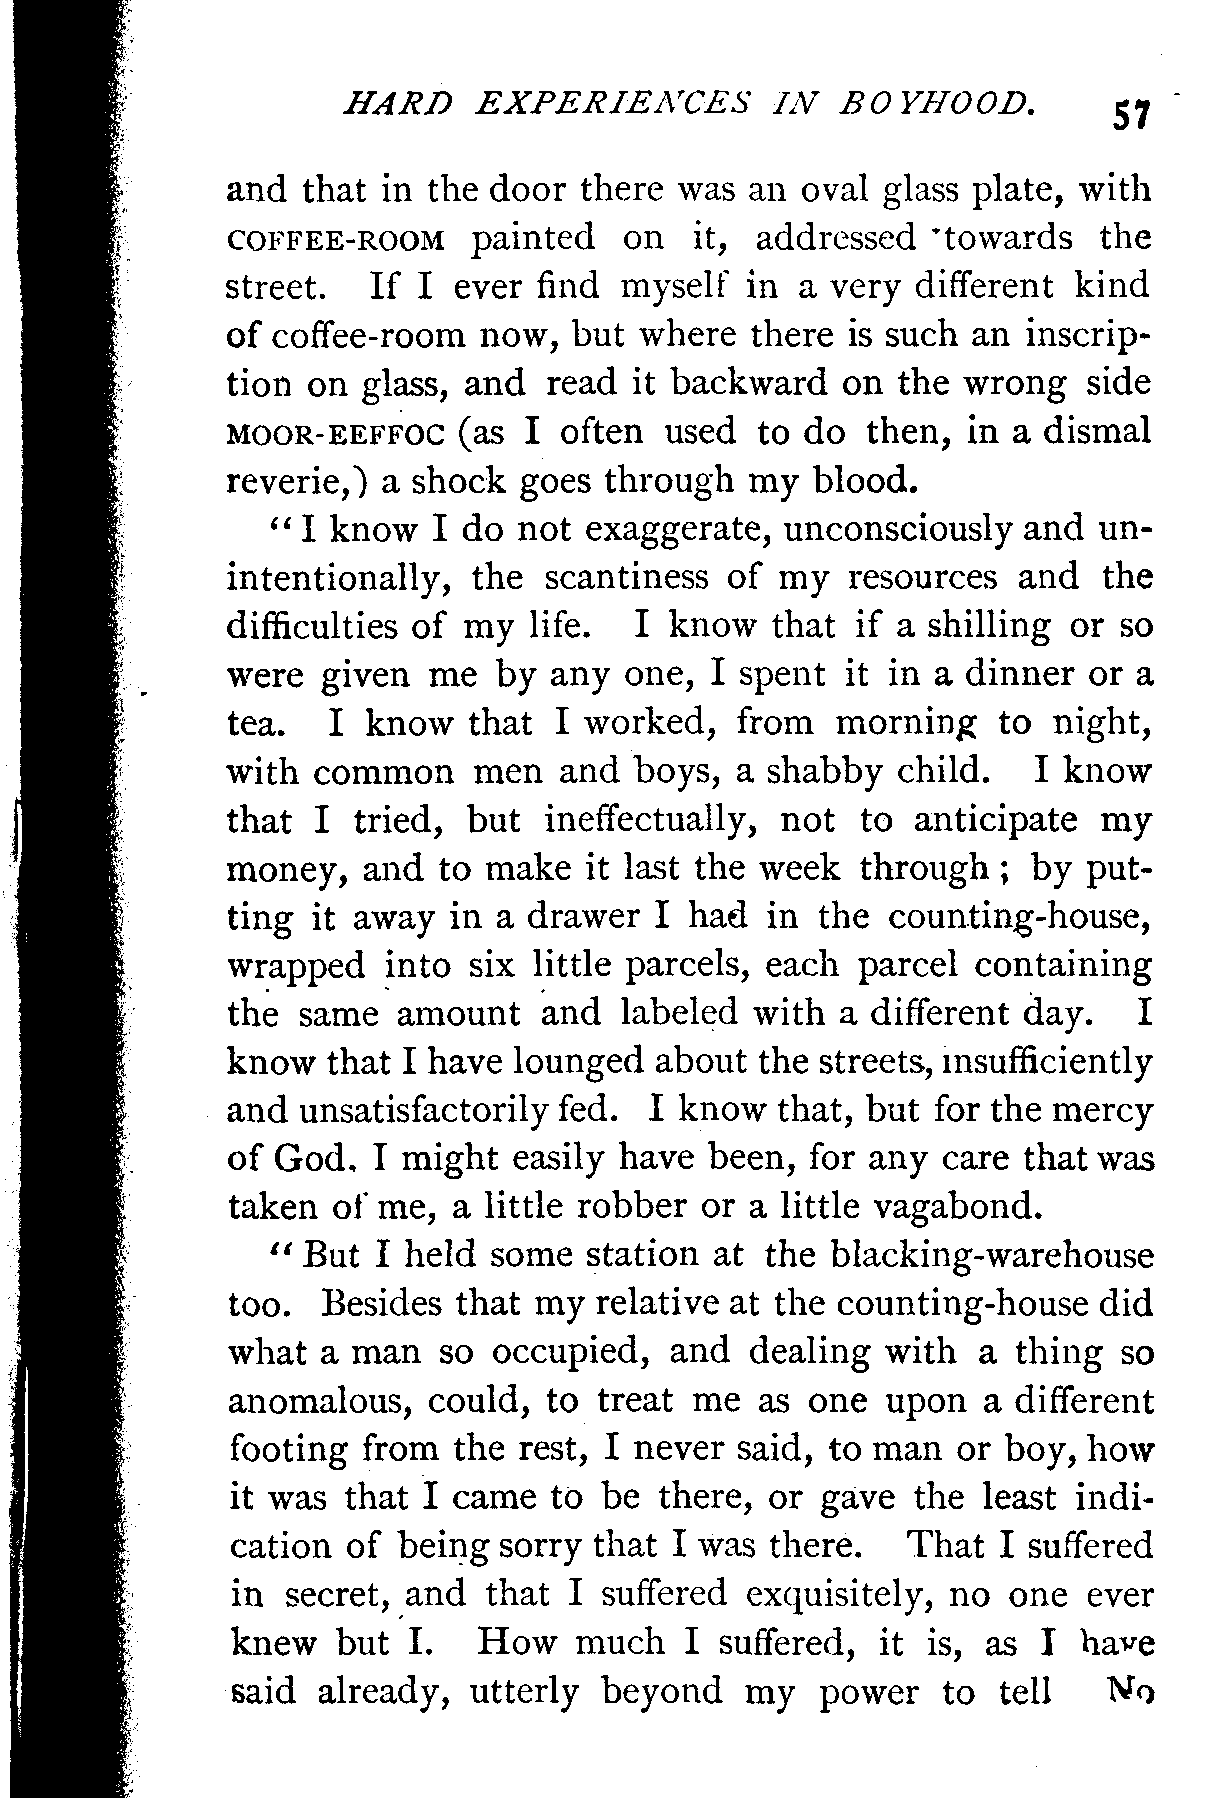 HARD EXPERIENCES IN BOYHOOD. 57
and that in the door there was an oval glass plate, with
COFFEE-ROOM painted on it, addressed towards the
street. If I ever find myself in a very different kind
of coffee-room now, but where there is such an inscrip-
tion on glass, and read it backward on the wrong side
MOOR-EEFFOC (as I often used to do then, in a dismal
reverie,) a shock goes through my blood.
“I know I do not exaggerate, unconsciously and un-
intentionally, the scantiness of my resources and the
difficulties of my life. I know that if a shilling or so
were given me by any one, I spent it in a dinner or a
tea. I know that I worked, from morning to night,
with common men and boys, a shabby child. I know
that I tried, but ineffectually, not to anticipate my
money, and to make it last the week through; by put-
ting it away in a drawer I had in the counting-house,
wrapped into six little parcels, each parcel containing
the same amount and labeled with a different day. I
know that I have lounged about the streets, insufficiently
and unsatisfactorily fed. I know that, but for the mercy
of God, I might easily have been, for any care that was
taken of me, a little robber or a little vagabond.
“But I held some station at the blacking-warehouse
too. Besides that my relative at the counting-house did
what a man so occupied, and dealing with a thing so
anomalous, could, to treat me as one upon a different
footing from the rest, I never said, to man or boy, how
it was that I came to be there, or gave the least indi-
cation of being sorry that I was there. That I suffered
in secret, and that I suffered exquisitely, no one ever
knew but I. How much I suffered, it is, as I have
said already, utterly beyond my power to tell No